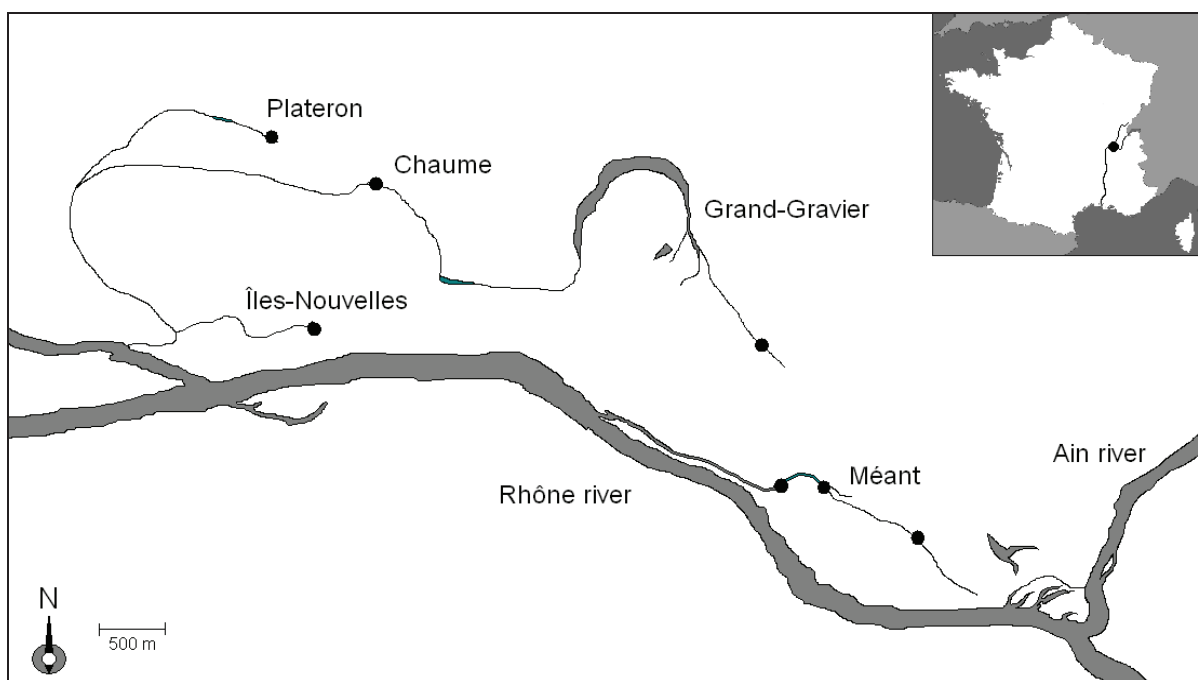 Plateron
Chaume
Grand-Gravier
Îles-Nouvelles
Ain river
Méant
Rhône river
N
500 m